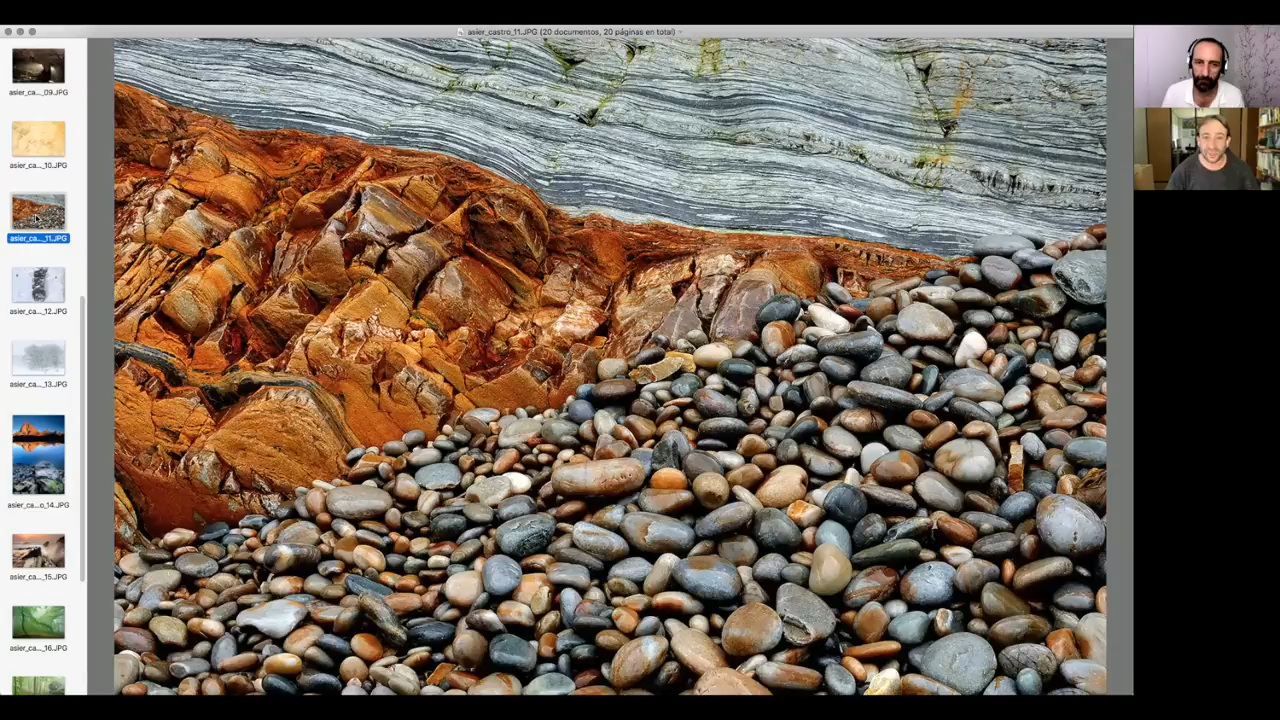 asier_castro_11.JPG (20 documentos, 20 páginas en total)
asier_ca..._09.JPG
asier_ca..._10.JPG
asier_ca..._11.JPG
asier_ca..._12.JPG
asier_ca..._13.JPG
asier_ca...o_14.JPG
asier_ca..._15.JPG
asier_ca..._16.JPG